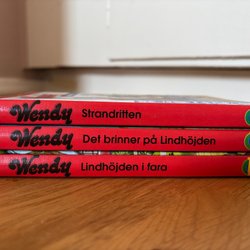 Wendy Strandritten
Wendy Det brinner på Lindhöjden
Wendy Lindhöjden i fara